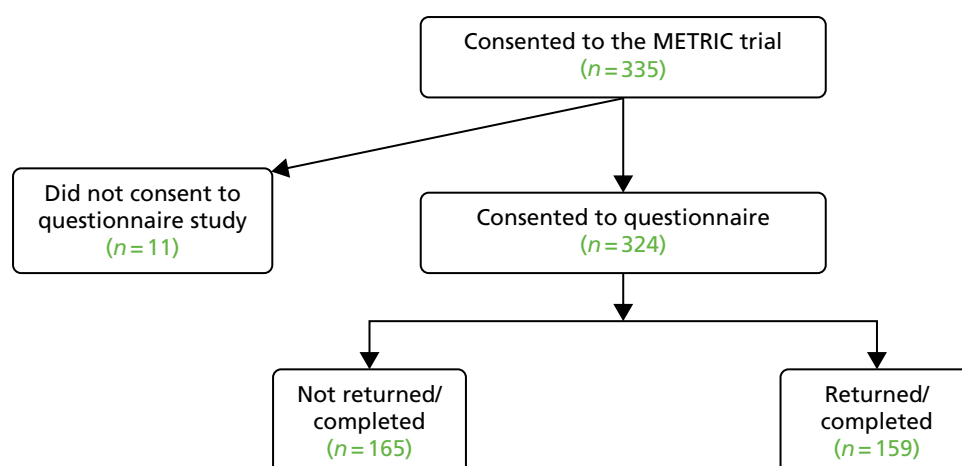 Consented to the METRIC trial
(n=335)
Did not consent to
questionnaire study
(n=11)
Consented to questionnaire
(n=324)
Not returned/
completed
(n=165)
Returned/
completed
(n=159)